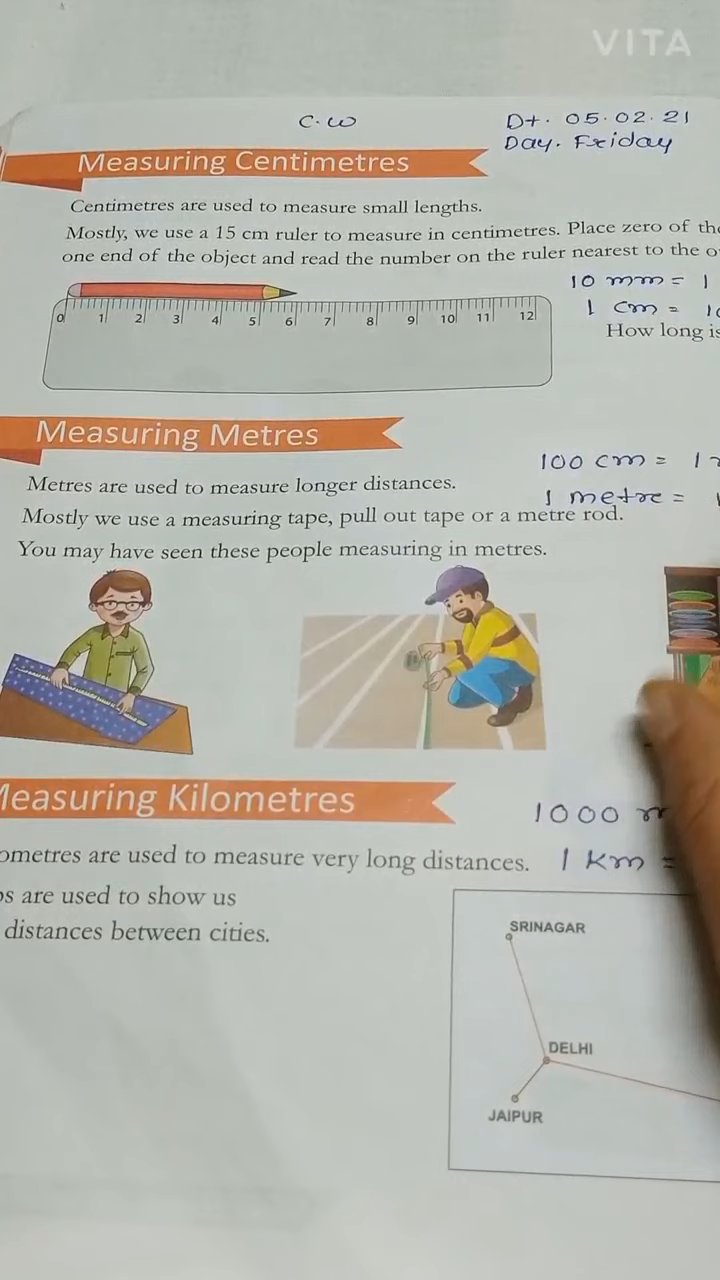 VITA
C.W
Dt. 05.02.21
Day. Friday
Measuring Centimetres
Centimetres are used to measure small lengths.
Mostly, we use a 15 cm ruler to measure in centimetres. Place zero of the
one end of the object and read the number on the ruler nearest to the
10 mm = 1
1 cm =
0 1 2 3 4 5 6 7 8 9 10 11 12
How long is
Measuring Metres
100 cm = 1
Metres are used to measure longer distances.
1 metre =
Mostly we use a measuring tape, pull out tape or a metre rod.
You may have seen these people measuring in metres.
Measuring Kilometres
1000 m
ometres are used to measure very long distances.
1 km =
ps are used to show us
distances between cities.
SRINAGAR
DELHI
JAIPUR